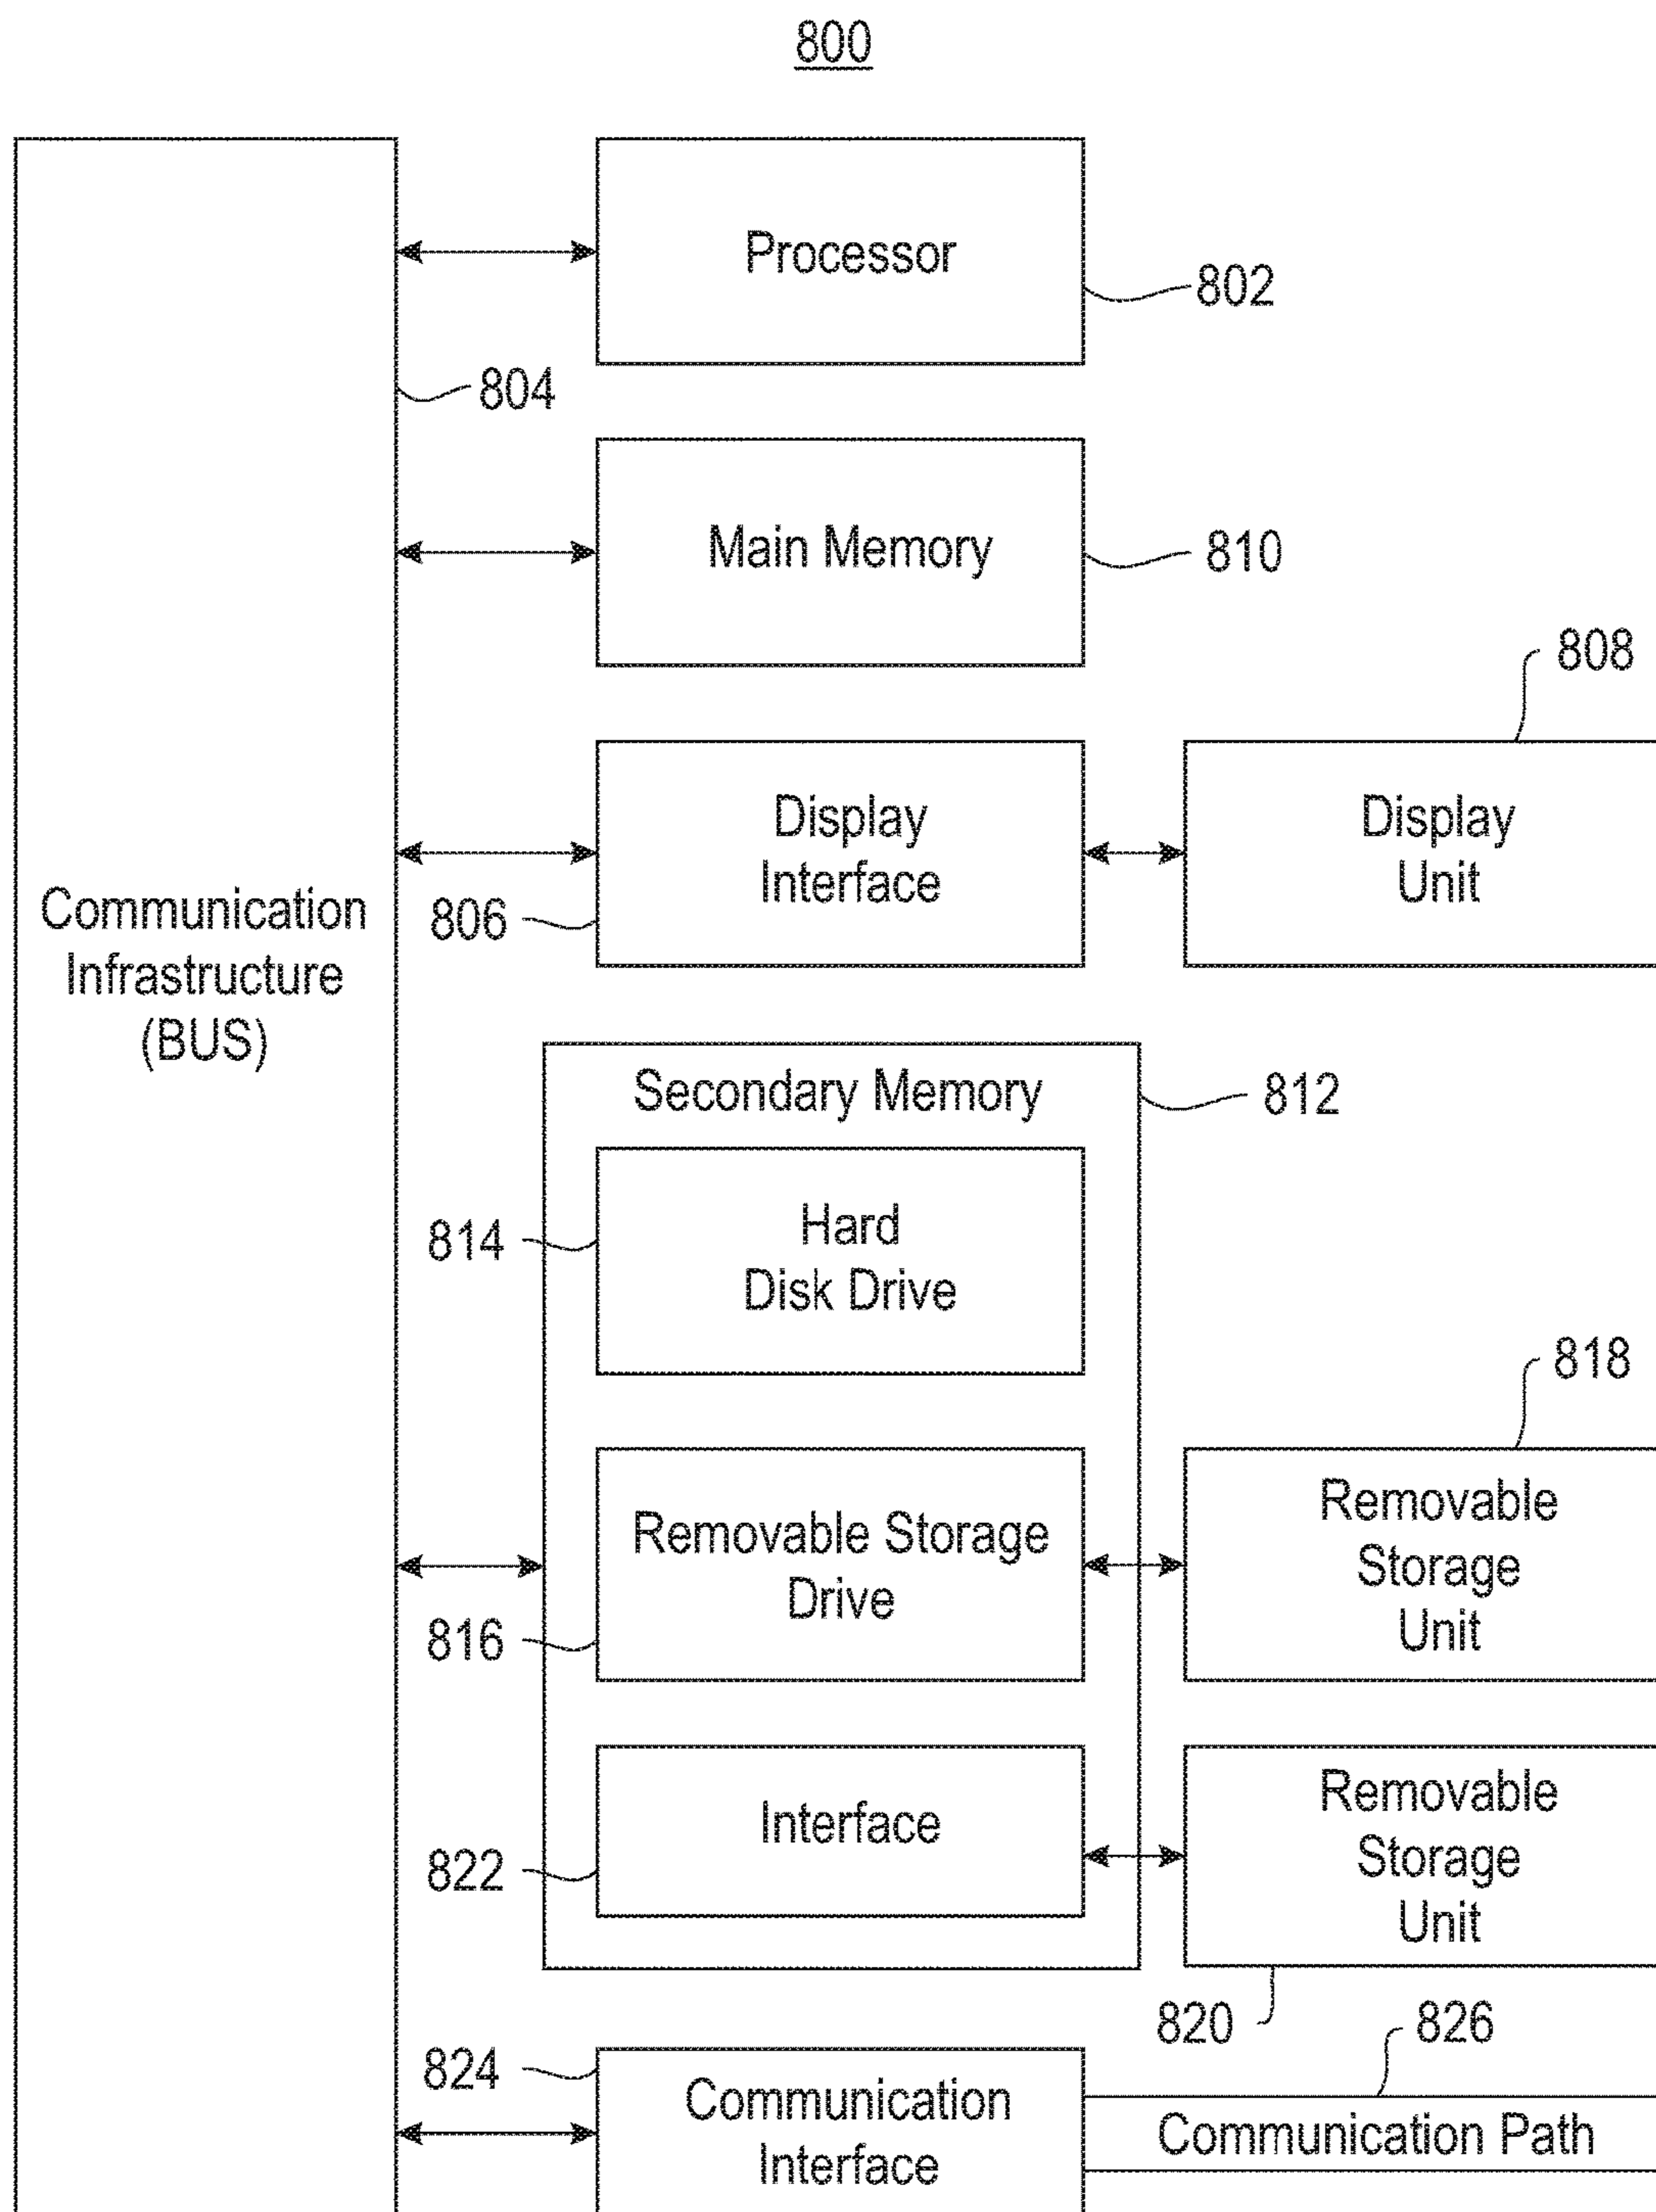 800
Processor
802
804
Main Memory
810
808
Display
Interface
806
Display
Unit
Communication
Infrastructure
(BUS)
Secondary Memory
812
Hard
Disk Drive
814
818
Removable Storage
Drive
816
Removable
Storage
Unit
Interface
822
Removable
Storage
Unit
820
826
824
Communication
Interface
Communication Path